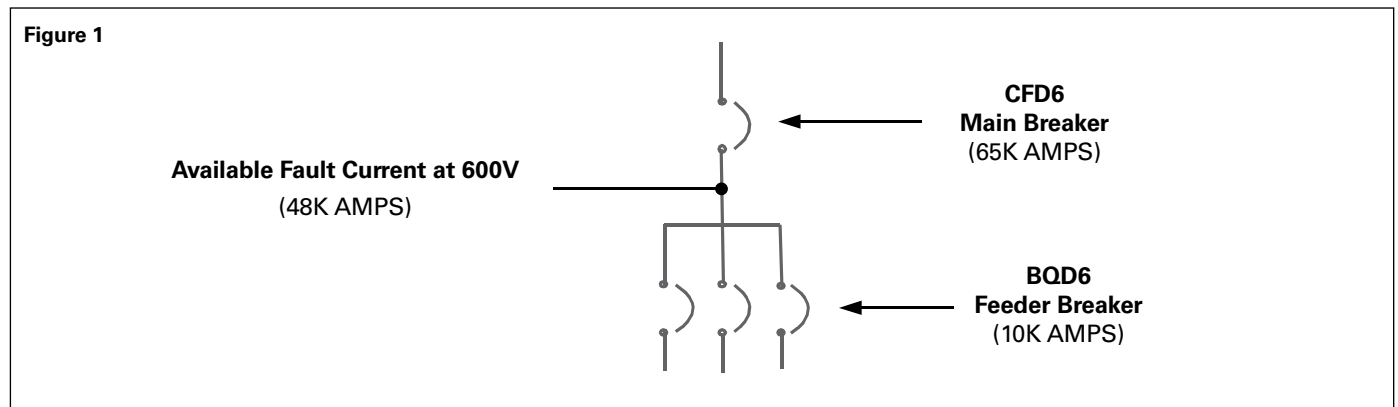 Figure 1
CFD6
Main Breaker
(65K AMPS)
Available Fault Current at 600V
(48K AMPS)
BQD6
Feeder Breaker
(10K AMPS)